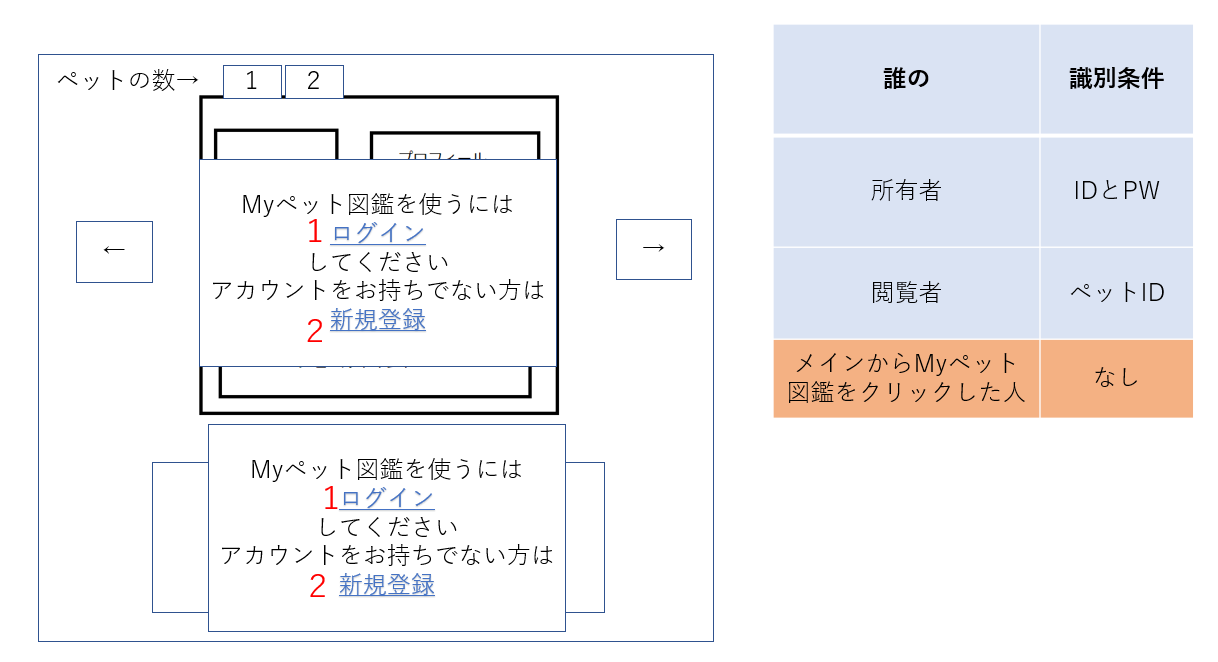 ペットの数→
1
2
プロフィール
Myペット図鑑を使うには
1 ログイン
してください
アカウントをお持ちでない方は
2 新規登録
←
→
Myペット図鑑を使うには
1ログイン
してください
アカウントをお持ちでない方は
2 新規登録
誰の 識別条件
所有者 IDとPW
閲覧者 ペットID
メインからMyペット
図鑑をクリックした人 なし